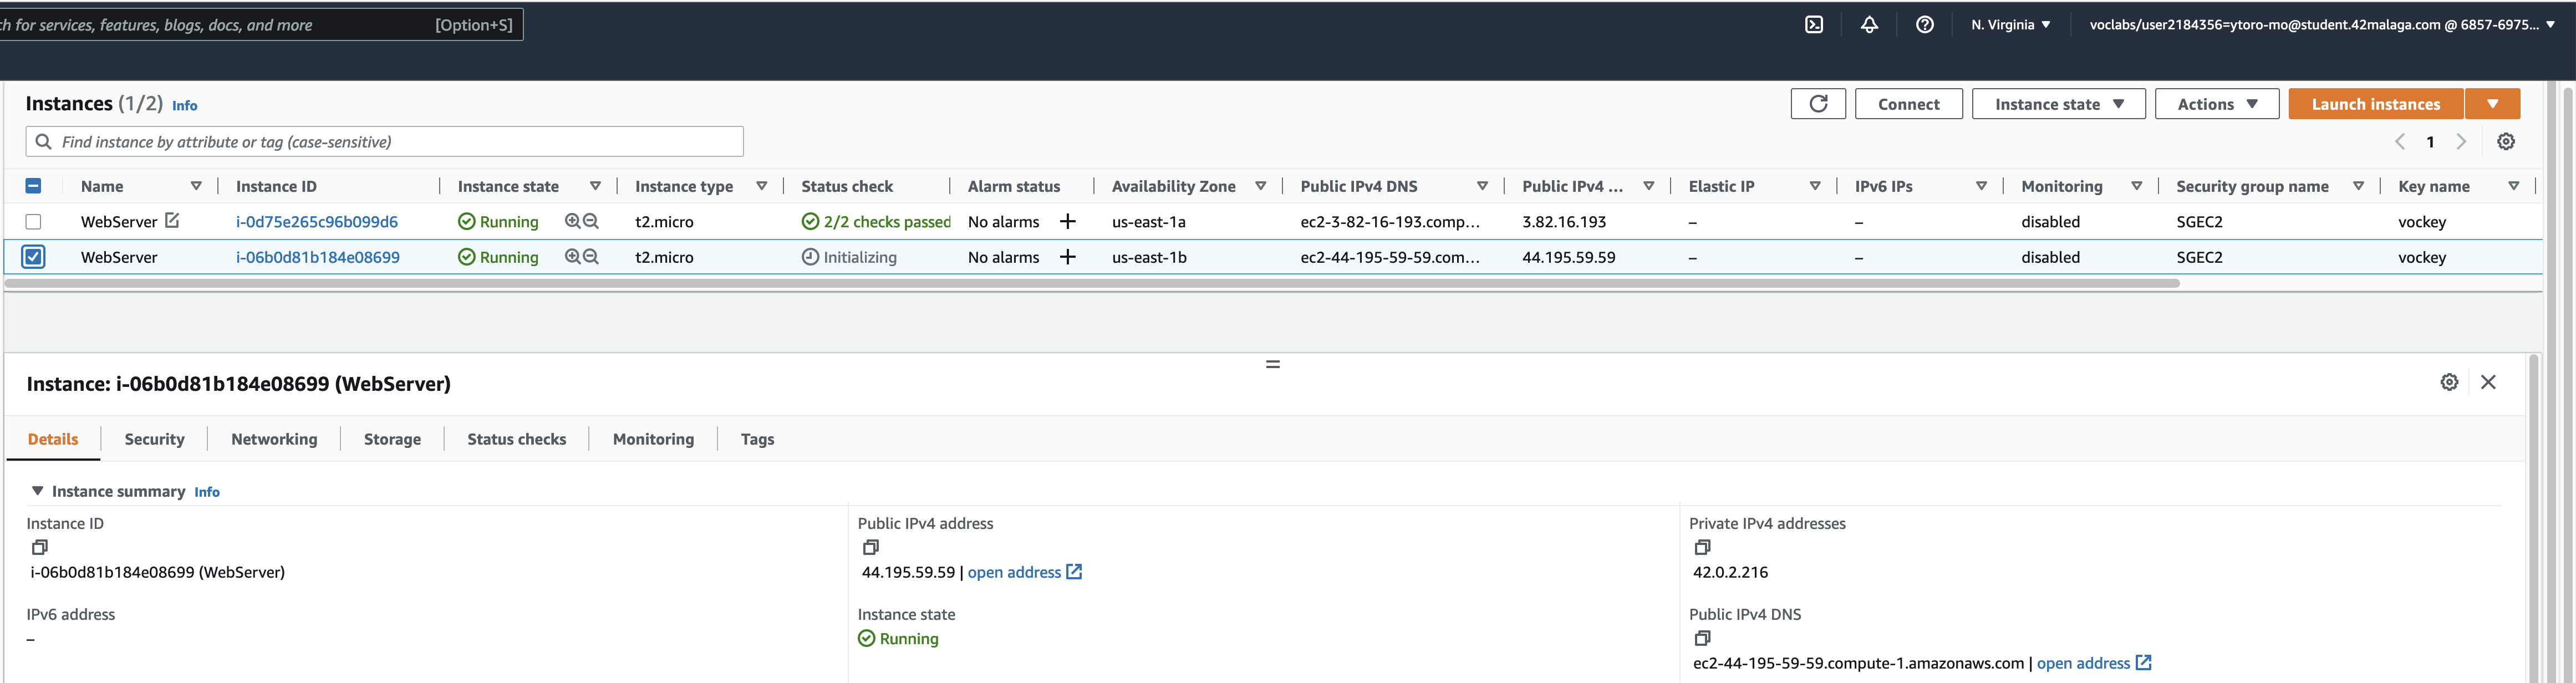 ch for services, features, blogs, docs, and more [Option+S] N. Virginia voclabs/user2184356=ytoro-mo@student.42malaga.com @ 6857-6975...
Instances (1/2) Info Connect Instance state Actions Launch instances
Find instance by attribute or tag (case-sensitive) 1
Name Instance ID Instance state Instance type Status check Alarm status Availability Zone Public IPv4 DNS Public IPv4 ... Elastic IP IPv6 IPs Monitoring Security group name Key name
WebServer i-0d75e265c96b099d6 Running t2.micro 2/2 checks passed No alarms + us-east-1a ec2-3-82-16-193.comp... 3.82.16.193 – – disabled SGEC2 vockey
WebServer i-06b0d81b184e08699 Running t2.micro Initializing No alarms + us-east-1b ec2-44-195-59-59.com... 44.195.59.59 – – disabled SGEC2 vockey
Instance: i-06b0d81b184e08699 (WebServer)
Details Security Networking Storage Status checks Monitoring Tags
Instance summary Info
Instance ID Public IPv4 address Private IPv4 addresses
i-06b0d81b184e08699 (WebServer) 44.195.59.59 | open address 42.0.2.216
IPv6 address Instance state Public IPv4 DNS
– Running
ec2-44-195-59-59.compute-1.amazonaws.com | open address